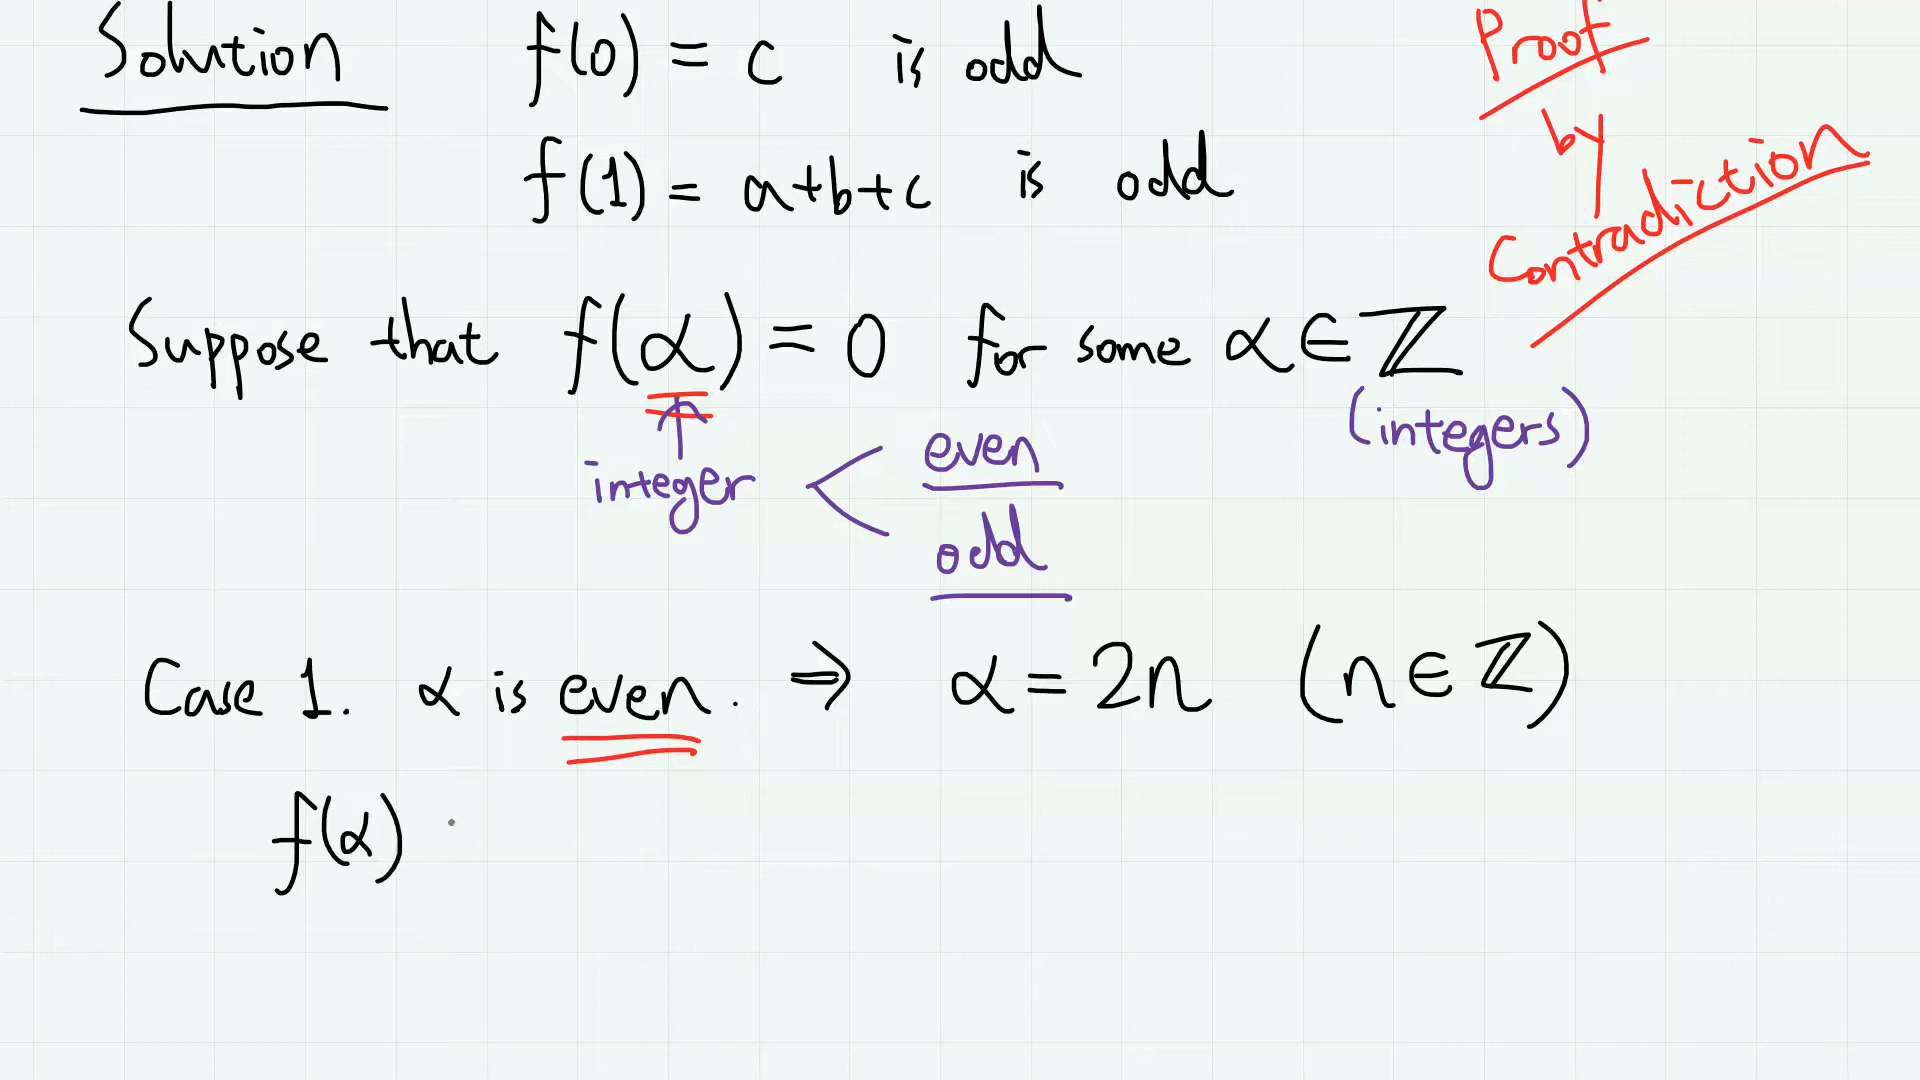 Solution f(0) = c is odd
f(1) = a+b+c is odd
Proof
by
Contradiction
Suppose that f(α) = 0 for some α∈ℤ
(integers)
integer < even
odd
Case 1. α is even. ⇒ α = 2n (n∈ℤ)
f(α)